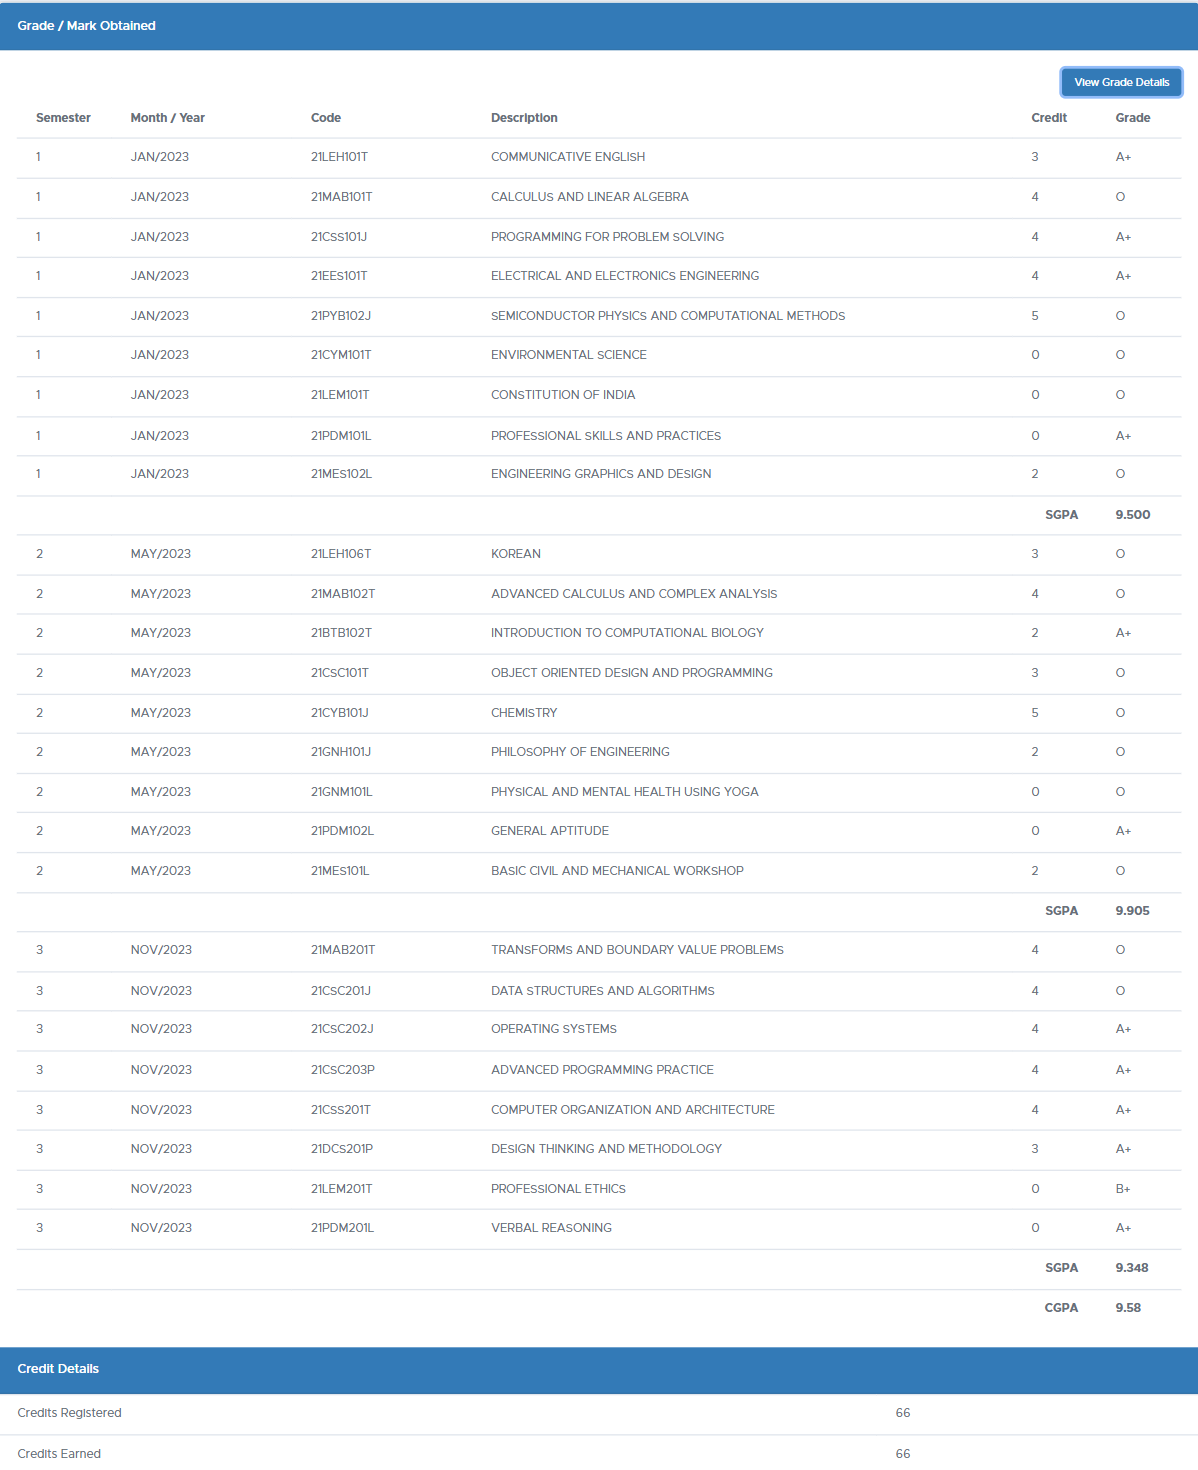 Grade / Mark Obtained
View Grade Details
Semester Month / Year Code Description Credit Grade
1 JAN/2023 21LEH101T COMMUNICATIVE ENGLISH 3 A+
1 JAN/2023 21MAB101T CALCULUS AND LINEAR ALGEBRA 4 O
1 JAN/2023 21CSS101J PROGRAMMING FOR PROBLEM SOLVING 4 A+
1 JAN/2023 21EES101T ELECTRICAL AND ELECTRONICS ENGINEERING 4 A+
1 JAN/2023 21PYB102J SEMICONDUCTOR PHYSICS AND COMPUTATIONAL METHODS 5 O
1 JAN/2023 21CYM101T ENVIRONMENTAL SCIENCE 0 O
1 JAN/2023 21LEM101T CONSTITUTION OF INDIA 0 O
1 JAN/2023 21PDM101L PROFESSIONAL SKILLS AND PRACTICES 0 A+
1 JAN/2023 21MES102L ENGINEERING GRAPHICS AND DESIGN 2 O
SGPA 9.500
2 MAY/2023 21LEH106T KOREAN 3 O
2 MAY/2023 21MAB102T ADVANCED CALCULUS AND COMPLEX ANALYSIS 4 O
2 MAY/2023 21BTB102T INTRODUCTION TO COMPUTATIONAL BIOLOGY 2 A+
2 MAY/2023 21CSC101T OBJECT ORIENTED DESIGN AND PROGRAMMING 3 O
2 MAY/2023 21CYB101J CHEMISTRY 5 O
2 MAY/2023 21GNH101J PHILOSOPHY OF ENGINEERING 2 O
2 MAY/2023 21GNM101L PHYSICAL AND MENTAL HEALTH USING YOGA 0 O
2 MAY/2023 21PDM102L GENERAL APTITUDE 0 A+
2 MAY/2023 21MES101L BASIC CIVIL AND MECHANICAL WORKSHOP 2 O
SGPA 9.905
3 NOV/2023 21MAB201T TRANSFORMS AND BOUNDARY VALUE PROBLEMS 4 O
3 NOV/2023 21CSC201J DATA STRUCTURES AND ALGORITHMS 4 O
3 NOV/2023 21CSC202J OPERATING SYSTEMS 4 A+
3 NOV/2023 21CSC203P ADVANCED PROGRAMMING PRACTICE 4 A+
3 NOV/2023 21CSS201T COMPUTER ORGANIZATION AND ARCHITECTURE 4 A+
3 NOV/2023 21DCS201P DESIGN THINKING AND METHODOLOGY 3 A+
3 NOV/2023 21LEM201T PROFESSIONAL ETHICS 0 B+
3 NOV/2023 21PDM201L VERBAL REASONING 0 A+
SGPA 9.348
CGPA 9.58
Credit Details
Credits Registered 66
Credits Earned 66